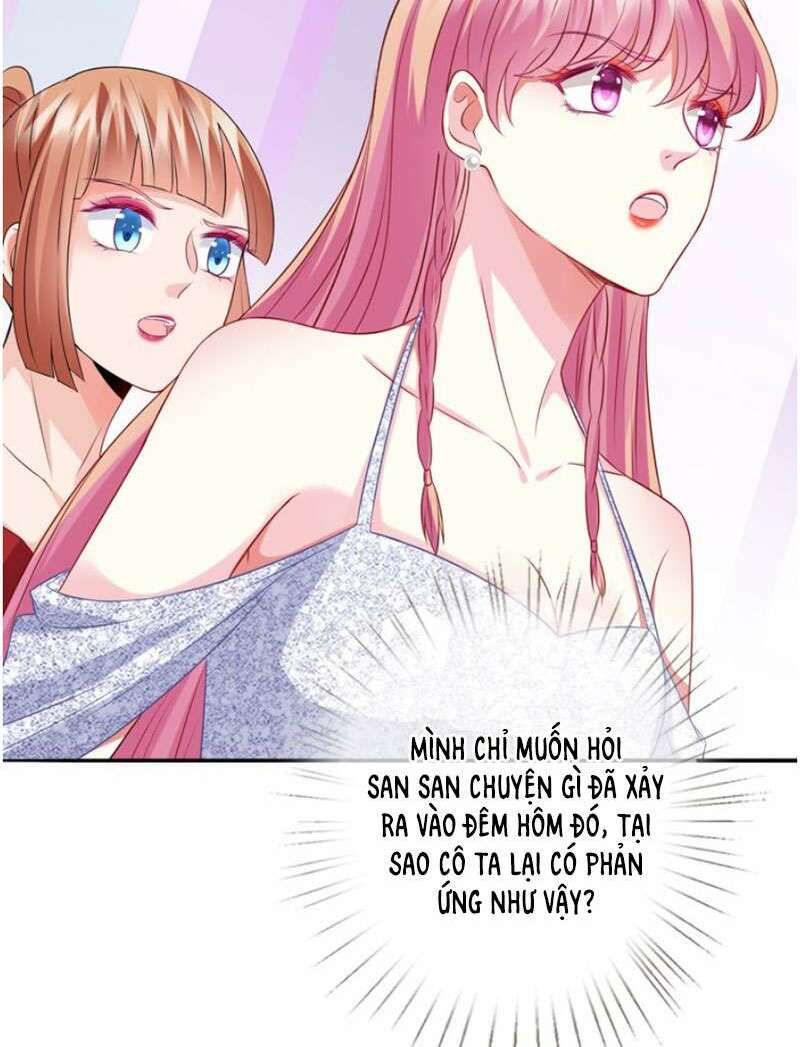 MÌNH CHỈ MUỐN HỎI
SAN SAN CHUYỆN GÌ ĐÃ XẢY
RA VÀO ĐÊM HÔM ĐÓ, TẠI
SAO CÔ TA LẠI CÓ PHẢN
ỨNG NHƯ VẬY?